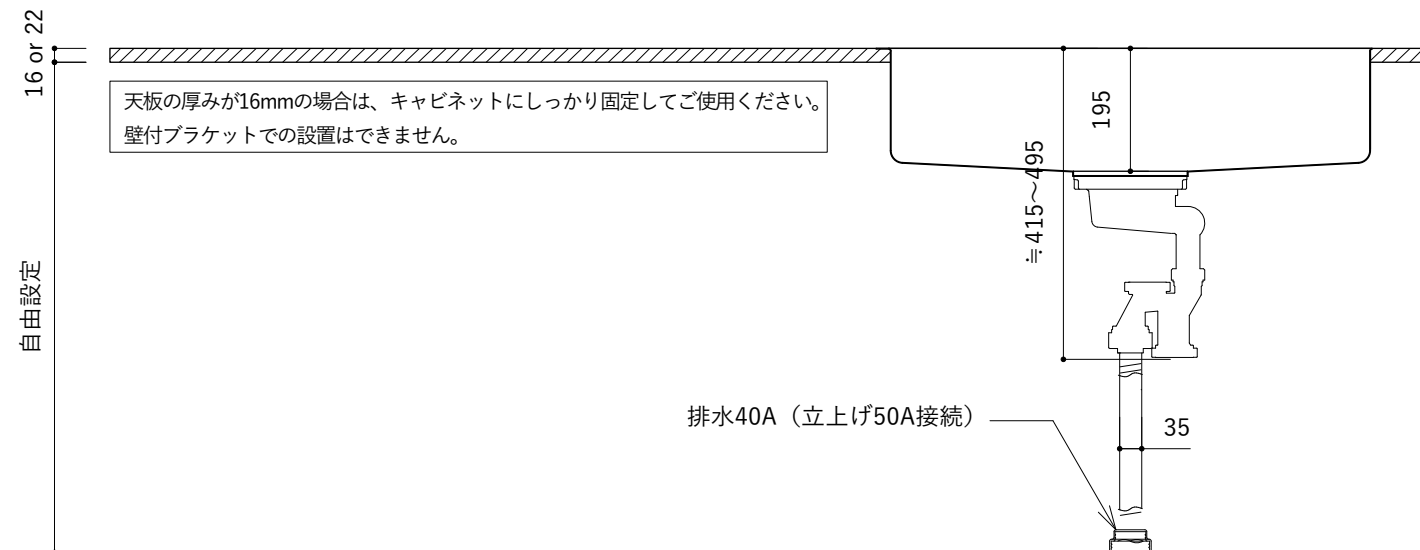 16 or 22
天板の厚みが16mmの場合は、キャビネットにしっかり固定してご使用ください。
壁付ブラケットでの設置はできません。
195
≒415～495
自由設定
排水40A（立上げ50A接続）
35